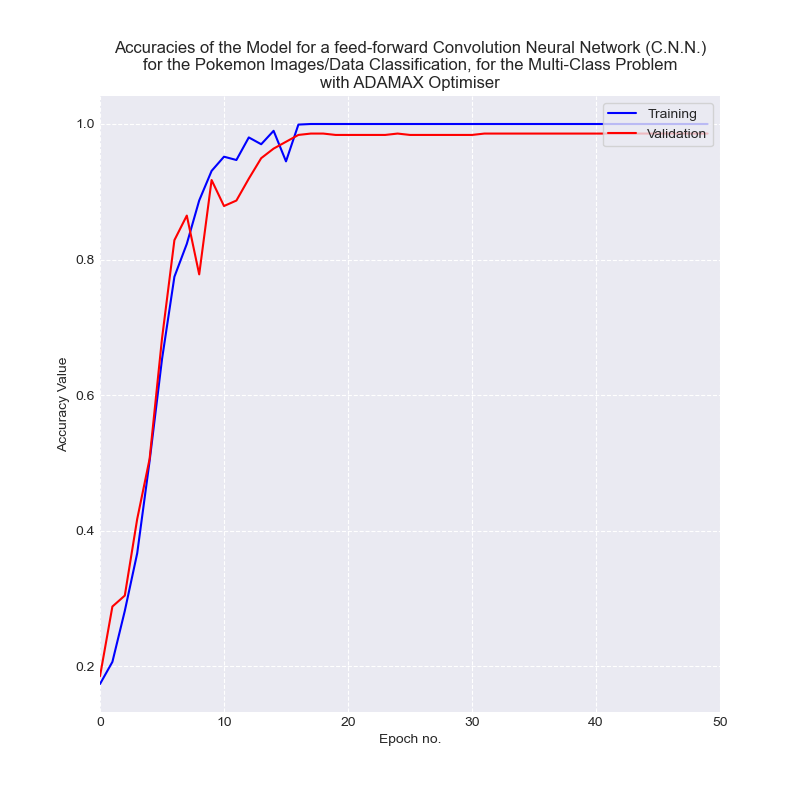 Accuracies of the Model for a feed-forward Convolution Neural Network (C.N.N.)
for the Pokemon Images/Data Classification, for the Multi-Class Problem
with ADAMAX Optimiser
Training
Validation
1.0
0.8
0.6
0.4
0.2
Accuracy Value
0 10 20 30 40 50
Epoch no.